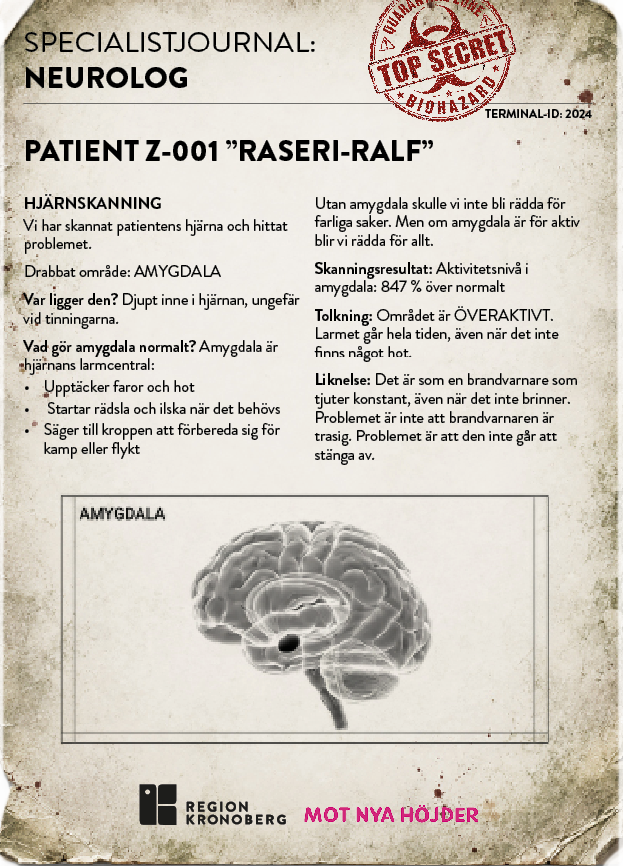 SPECIALISTJOURNAL:
NEUROLOG
QUARANTINE ZONE
TOP SECRET
BIOHAZARD
TERMINAL-ID: 2024
PATIENT Z-001 ”RASERI-RALF”
HJÄRNSKANNING
Vi har skannat patientens hjärna och hittat
problemet.
Drabbat område: AMYGDALA
Var ligger den? Djupt inne i hjärnan, ungefär
vid tinningarna.
Vad gör amygdala normalt? Amygdala är
hjärnans larmcentral:
• Upptäcker faror och hot
• Startar rädsla och ilska när det behövs
• Säger till kroppen att förbereda sig för
kamp eller flykt
Utan amygdala skulle vi inte bli rädda för
farliga saker. Men om amygdala är för aktiv
blir vi rädda för allt.
Skanningsresultat: Aktivitetsnivå i
amygdala: 847 % över normalt
Tolkning: Området är ÖVERAKTIVT.
Larmet går hela tiden, även när det inte
finns något hot.
Liknelse: Det är som en brandvarnare som
tjuter konstant, även när det inte brinner.
Problemet är inte att brandvarnaren är
trasig. Problemet är att den inte går att
stänga av.
AMYGDALA
REGION
KRONOBERG
MOT NYA HÖJDER